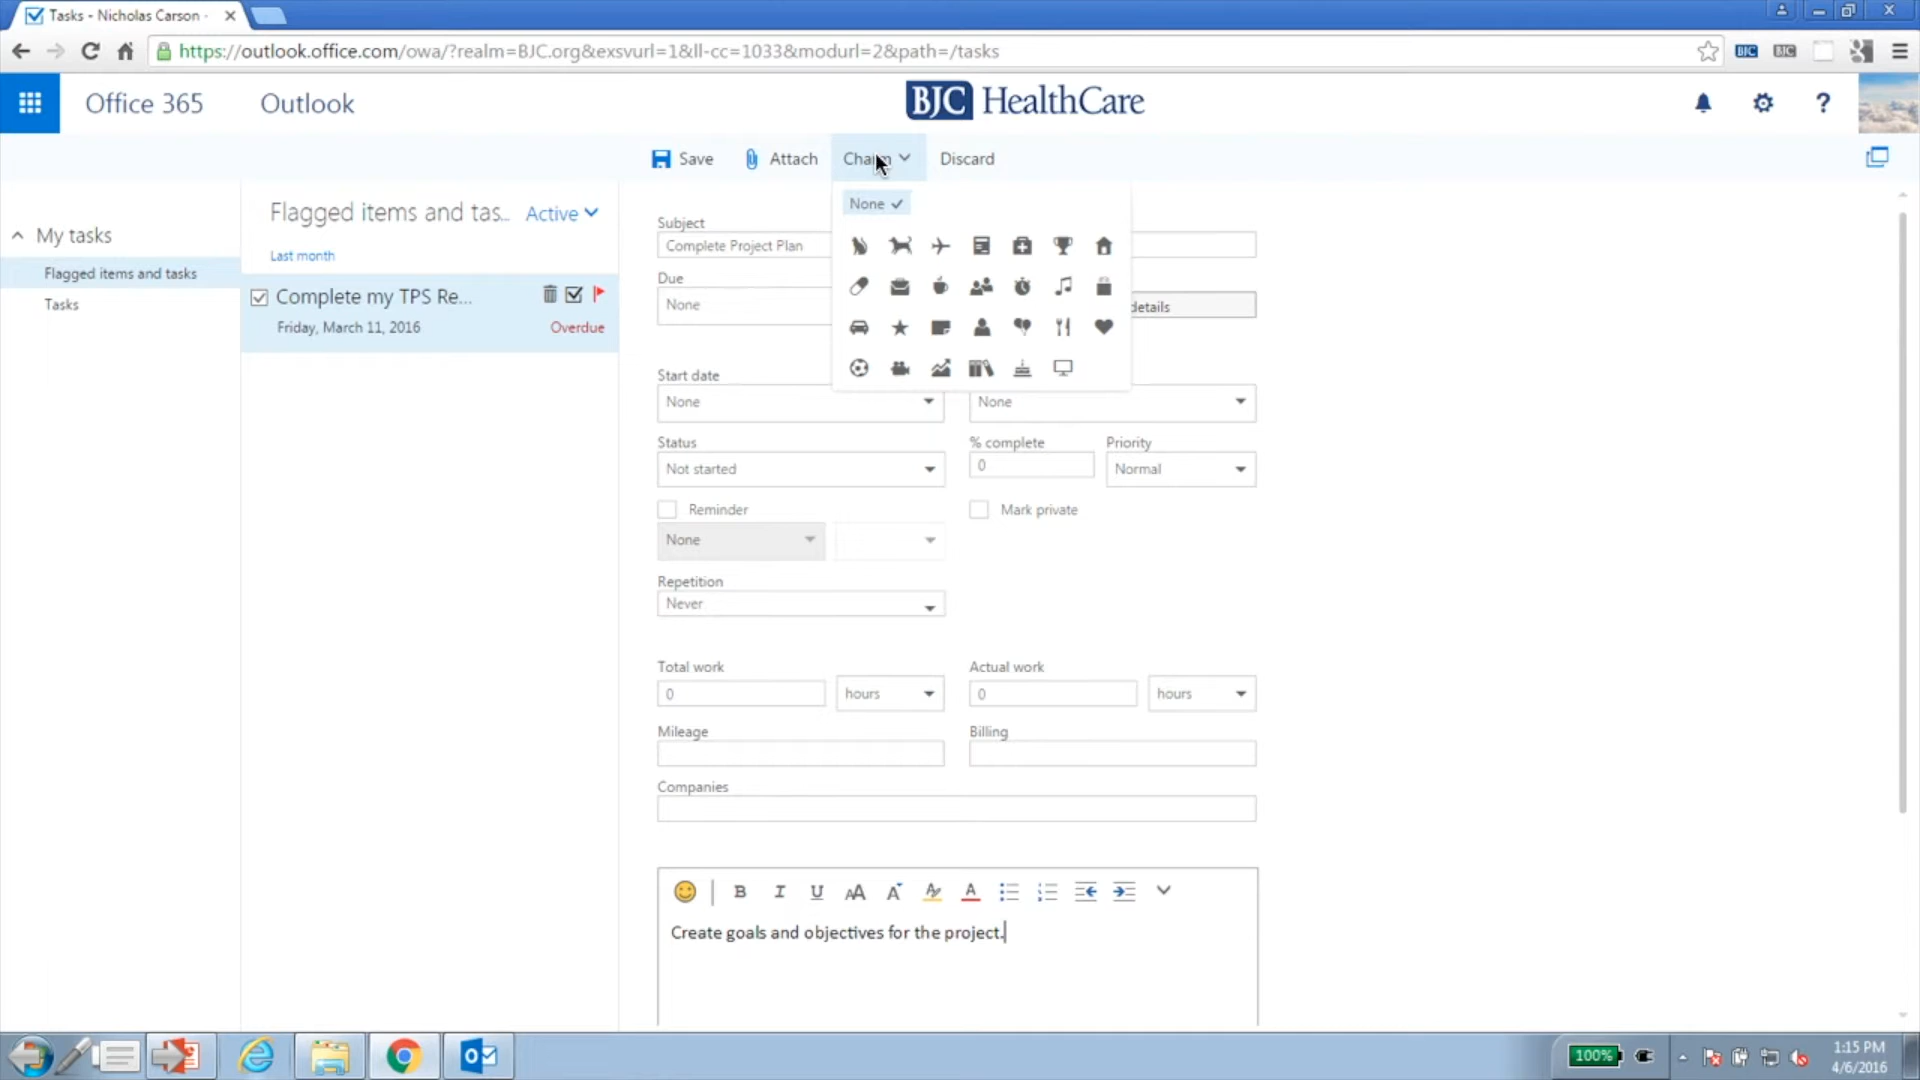 Tasks - Nicholas Carson -
https://outlook.office.com/owa/?realm=BJC.org&exsvurl=1&ll-cc=1033&modurl=2&path=/tasks
BJC
BJC
Office 365
Outlook
BJC HealthCare
?
Save
Attach
Discard
None
My tasks
Flagged items and tasks
Tasks
Flagged items and tas...
Active
Last month
Complete my TPS Re...
Friday, March 11, 2016
Overdue
Subject
Complete Project Plan
Due
None
details
Start date
None
None
Status
Not started
% complete
0
Priority
Normal
Reminder
Mark private
None
Repetition
Never
Total work
0
hours
Actual work
0
hours
Mileage
Billing
Companies
B I U AA A A
Create goals and objectives for the project.
100%
1:15 PM
4/6/2016